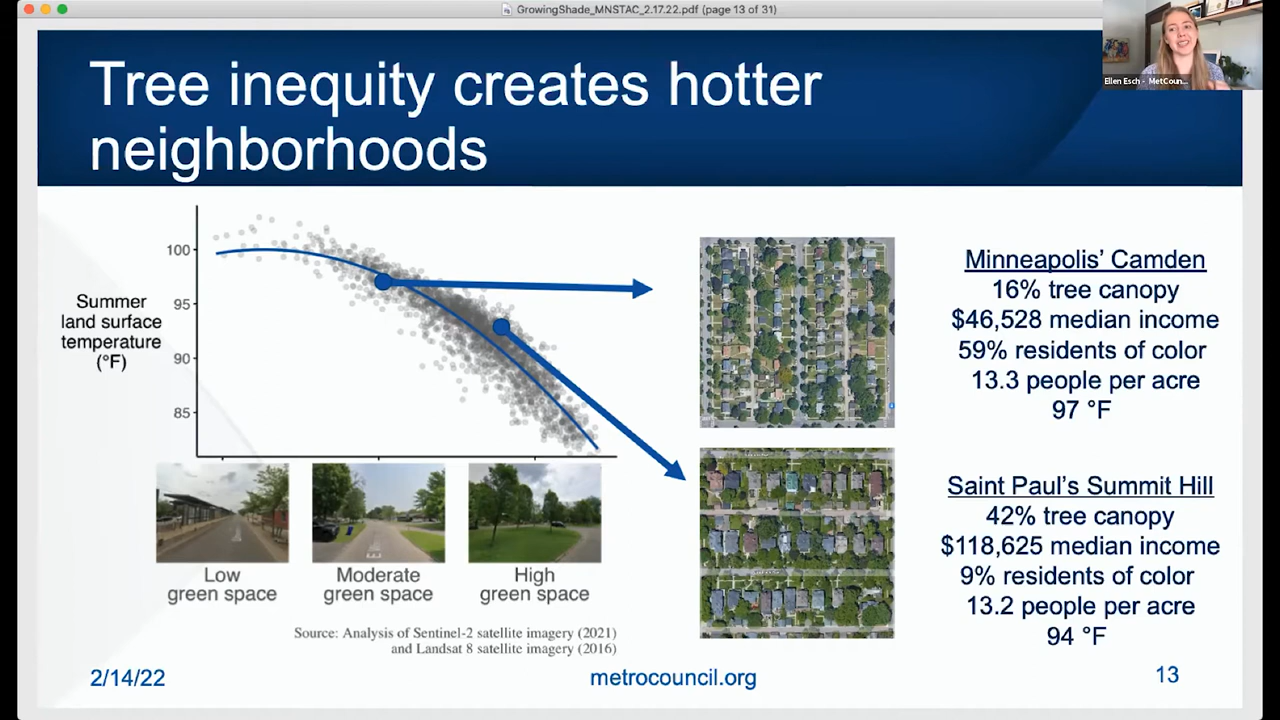 GrowingShade_MNSTAC_2.17.22.pdf (page 13 of 31)
Ellen Esch - MetCoun...
Tree inequity creates hotter
neighborhoods
Summer
land surface
temperature
(°F)
100
95
90
85
Low
green space
Moderate
green space
High
green space
Source: Analysis of Sentinel-2 satellite imagery (2021)
and Landsat 8 satellite imagery (2016)
Minneapolis’ Camden
16% tree canopy
$46,528 median income
59% residents of color
13.3 people per acre
97 °F
Saint Paul’s Summit Hill
42% tree canopy
$118,625 median income
9% residents of color
13.2 people per acre
94 °F
2/14/22
metrocouncil.org
13